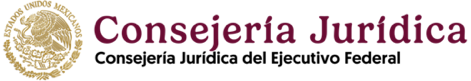 ESTADOS UNIDOS MEXICANOS
Consejería Jurídica
Consejería Jurídica del Ejecutivo Federal